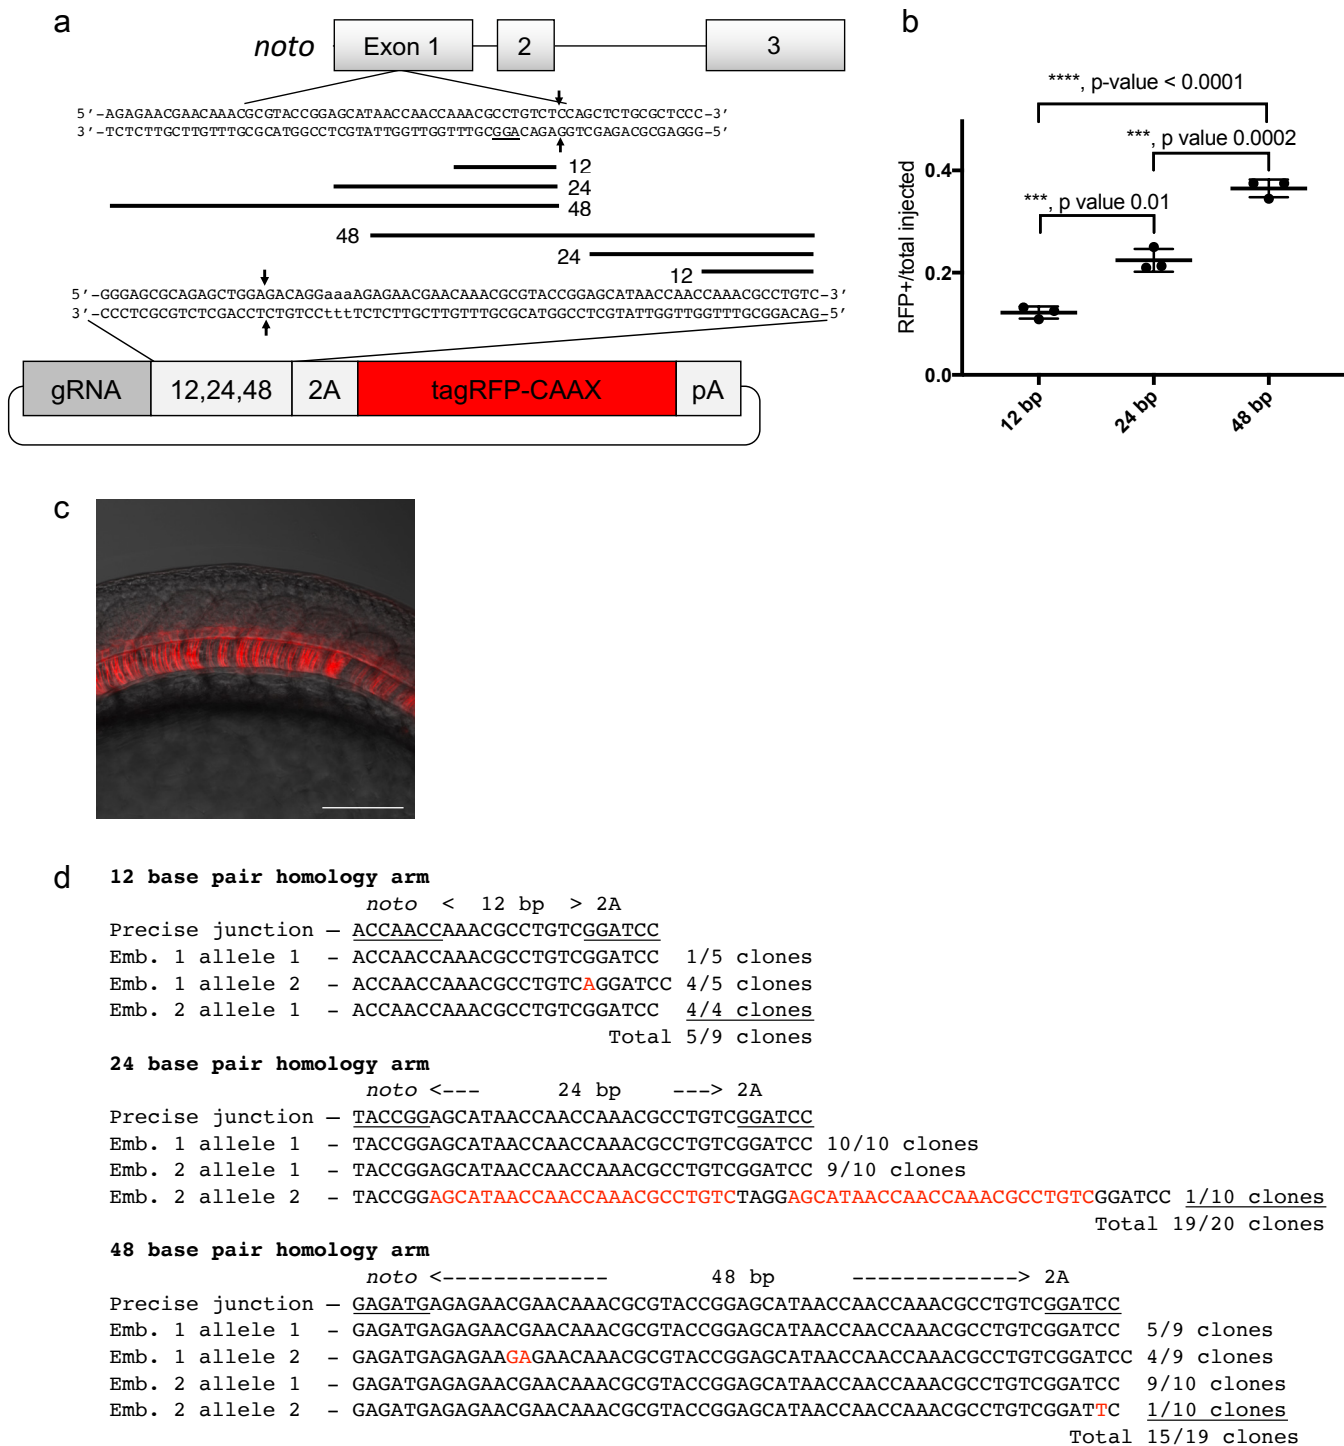 a
noto Exon 1 2 3
5’-AGAGAACGAACAAACGCGTACCGGAGCATAACCAACCAAACGCCTGTCTCCAGCTCTGCGCTCCC-3’
3’-TCTCTTGCTTGTTTGCGCATGGCCTCGTATTGGTTGGTTTGCGGACAGAGGTCGAGACGCGAGGG-5’
12
24
48
48
24
12
5’-GGGAGCGCAGAGCTGGAGACAGGaaaAGAGAACGAACAAACGCGTACCGGAGCATAACCAACCAAACGCCTGTC-3’
3’-CCCTCGCGTCTCGACCTCTGTCCtttTCTCTTGCTTGTTTGCGCATGGCCTCGTATTGGTTGGTTTGCGGACAG-5’
gRNA 12,24,48 2A tagRFP-CAAX pA
b
****, p-value < 0.0001
***, p value 0.0002
***, p value 0.01
RFP+/total injected
0.4
0.2
0.0
12 bp 24 bp 48 bp
c
d
12 base pair homology arm
noto < 12 bp > 2A
Precise junction – ACCAACCAAACGCCTGTCGGATCC
Emb. 1 allele 1 - ACCAACCAAACGCCTGTCGGATCC 1/5 clones
Emb. 1 allele 2 - ACCAACCAAACGCCTGTCAGGATCC 4/5 clones
Emb. 2 allele 1 - ACCAACCAAACGCCTGTCGGATCC 4/4 clones
Total 5/9 clones
24 base pair homology arm
noto <--- 24 bp ---> 2A
Precise junction – TACCGGAGCATAACCAACCAAACGCCTGTCGGATCC
Emb. 1 allele 1 - TACCGGAGCATAACCAACCAAACGCCTGTCGGATCC 10/10 clones
Emb. 2 allele 1 - TACCGGAGCATAACCAACCAAACGCCTGTCGGATCC 9/10 clones
Emb. 2 allele 2 - TACCGGAGCATAACCAACCAAACGCCTGTCTAGGAGCATAACCAACCAAACGCCTGTCGGATCC 1/10 clones
Total 19/20 clones
48 base pair homology arm
noto <------------- 48 bp -------------> 2A
Precise junction – GAGATGAGAGAACGAACAAACGCGTACCGGAGCATAACCAACCAAACGCCTGTCGGATCC
Emb. 1 allele 1 - GAGATGAGAGAACGAACAAACGCGTACCGGAGCATAACCAACCAAACGCCTGTCGGATCC 5/9 clones
Emb. 1 allele 2 - GAGATGAGAGAAGAGAACAAACGCGTACCGGAGCATAACCAACCAAACGCCTGTCGGATCC 4/9 clones
Emb. 2 allele 1 - GAGATGAGAGAACGAACAAACGCGTACCGGAGCATAACCAACCAAACGCCTGTCGGATCC 9/10 clones
Emb. 2 allele 2 - GAGATGAGAGAACGAACAAACGCGTACCGGAGCATAACCAACCAAACGCCTGTCGGATTC 1/10 clones
Total 15/19 clones